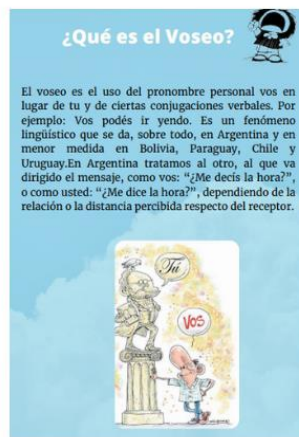 ¿Qué es el Voseo?
El voseo es el uso del pronombre personal vos en
lugar de tu y de ciertas conjugaciones verbales. Por
ejemplo: Vos podés ir yendo. Es un fenómeno
lingüístico que se da, sobre todo, en Argentina y en
menor medida en Bolivia, Paraguay, Chile y
Uruguay.En Argentina tratamos al otro, al que va
dirigido el mensaje, como vos: “¿Me decís la hora?”,
o como usted: “¿Me dice la hora?”, dependiendo de la
relación o la distancia percibida respecto del receptor.
Tú
VOS